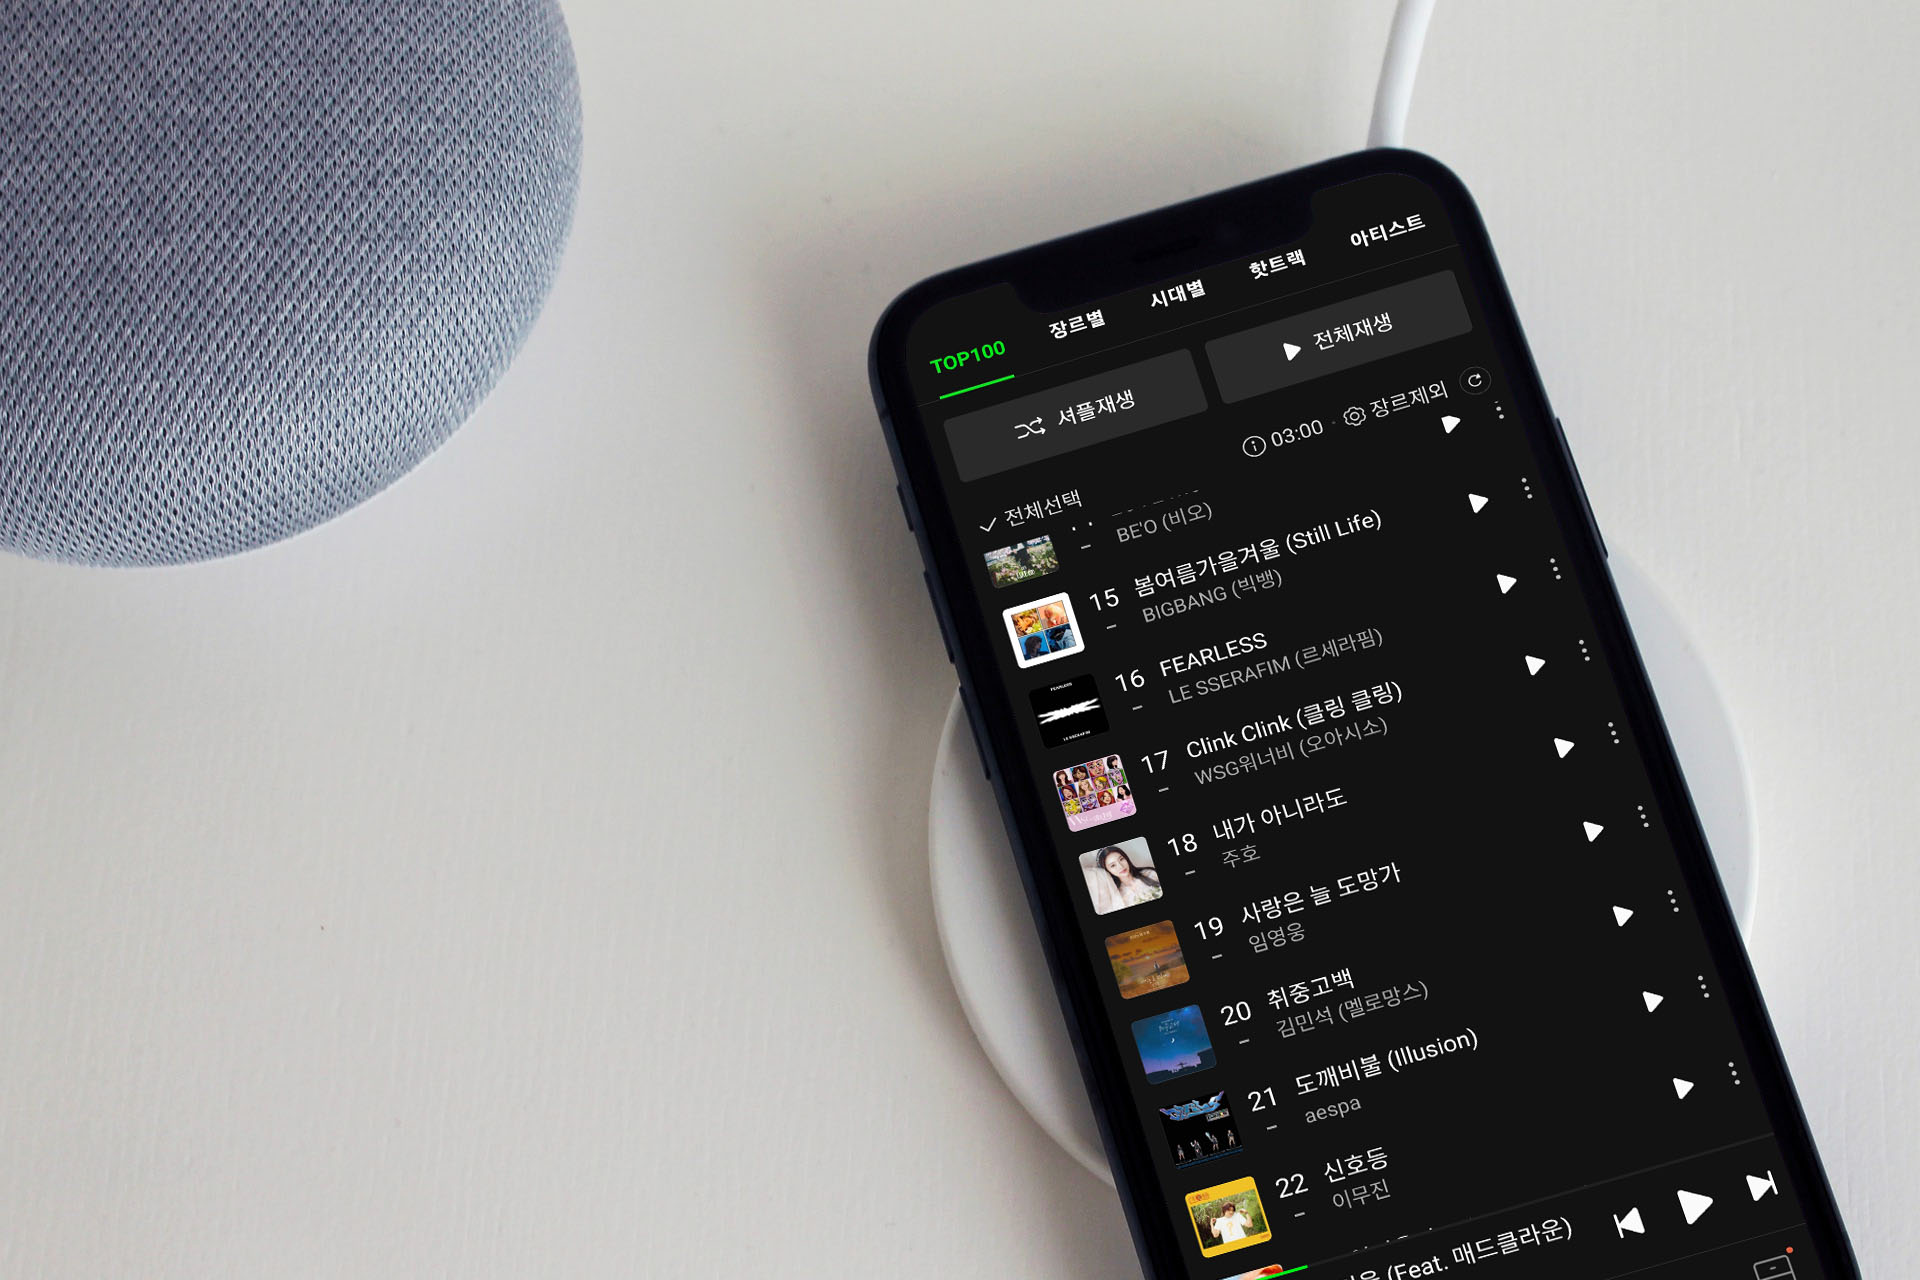 TOP100
장르별
시대별
핫트랙
아티스트
셔플재생
전체재생
전체선택
03:00 · 장르제외
BE'O (비오)
15
봄여름가을겨울 (Still Life)
BIGBANG (빅뱅)
16
FEARLESS
LE SSERAFIM (르세라핌)
17
Clink Clink (클링 클링)
WSG워너비 (오아시소)
18
내가 아니라도
주호
19
사랑은 늘 도망가
임영웅
20
취중고백
김민석 (멜로망스)
21
도깨비불 (Illusion)
aespa
22
신호등
이무진
(Feat. 매드클라운)